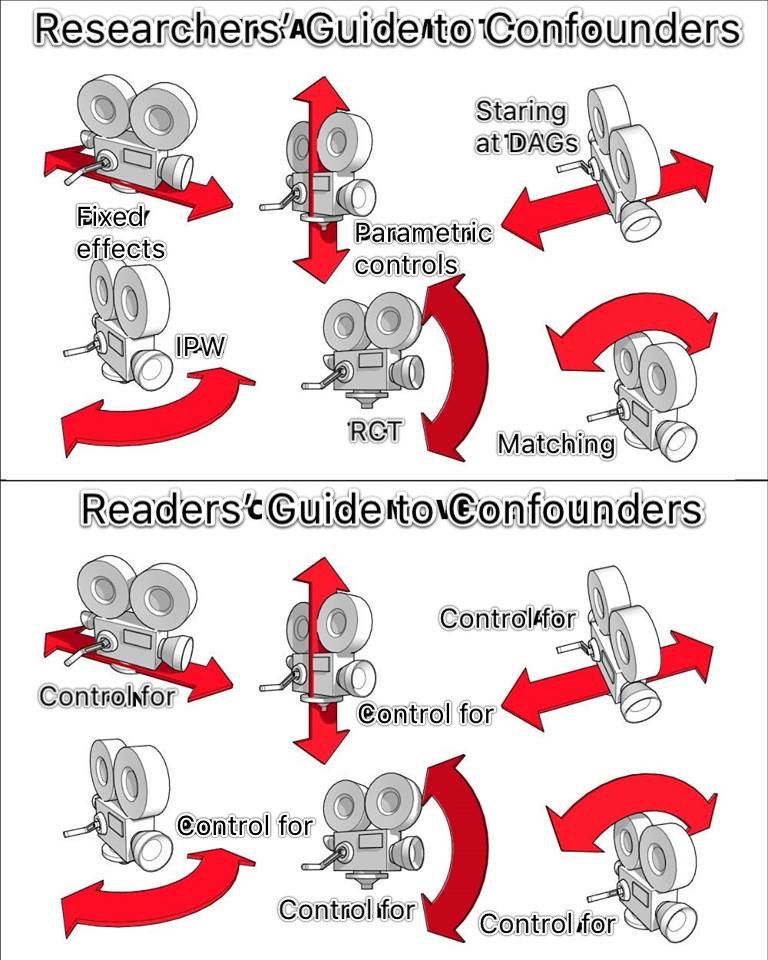 Researchers' Guide to Confounders
Staring
at DAGs
Fixed
effects
Parametric
controls
IPW
RCT
Matching
Readers' Guide to Confounders
Control for
Control for
Control for
Control for
Control for
Control for